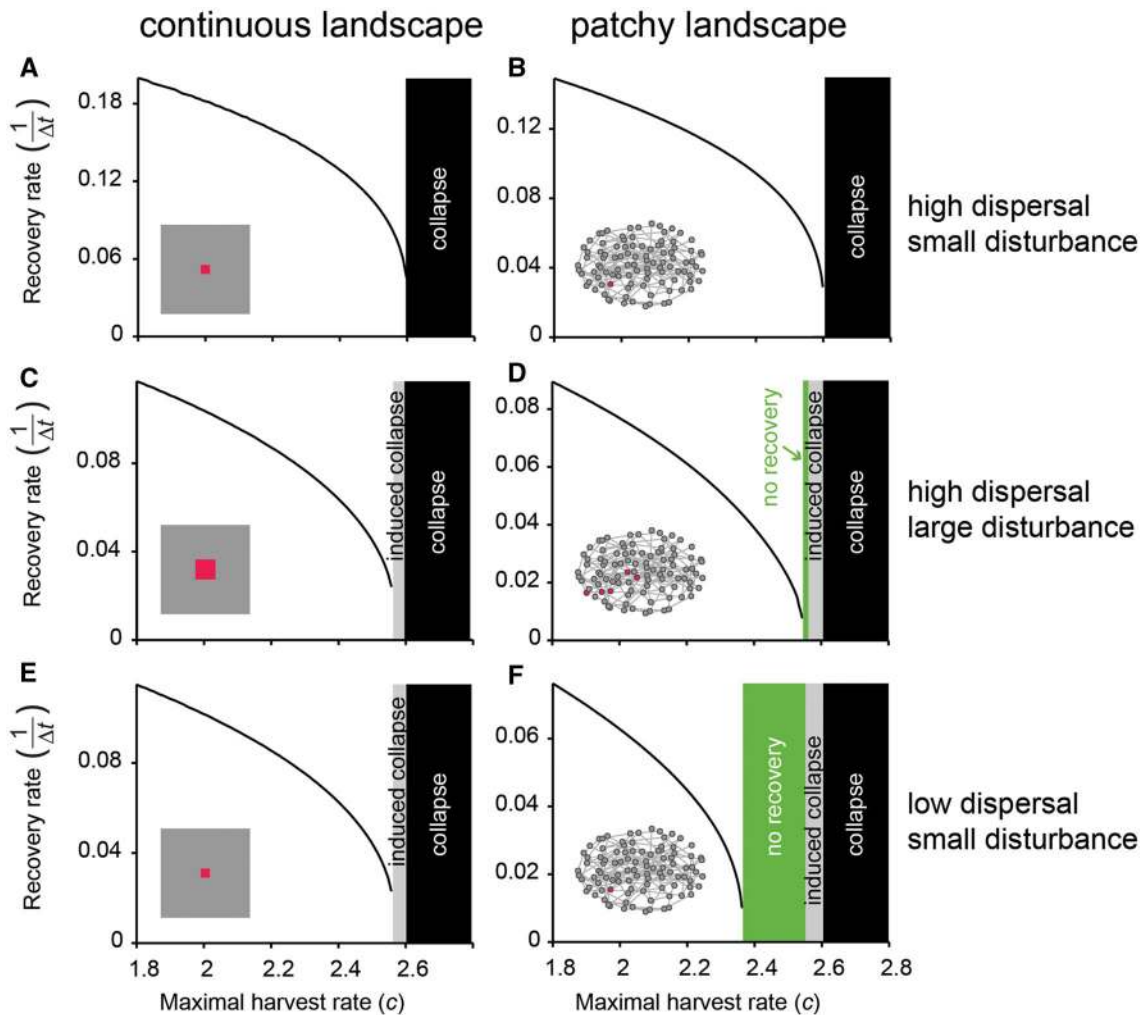 continuous landscape
patchy landscape
A
Recovery rate (1/Δt)
0.18
0.12
0.06
0
collapse
B
0.12
0.08
0.04
0
collapse
high dispersal
small disturbance
C
Recovery rate (1/Δt)
0.08
0.04
0
induced collapse
collapse
D
0.08
0.06
0.04
0.02
0
no recovery
induced collapse
collapse
high dispersal
large disturbance
E
Recovery rate (1/Δt)
0.08
0.04
0
1.8 2 2.2 2.4 2.6
Maximal harvest rate (c)
induced collapse
collapse
F
0.06
0.04
0.02
0
1.8 2 2.2 2.4 2.6 2.8
Maximal harvest rate (c)
no recovery
induced collapse
collapse
low dispersal
small disturbance